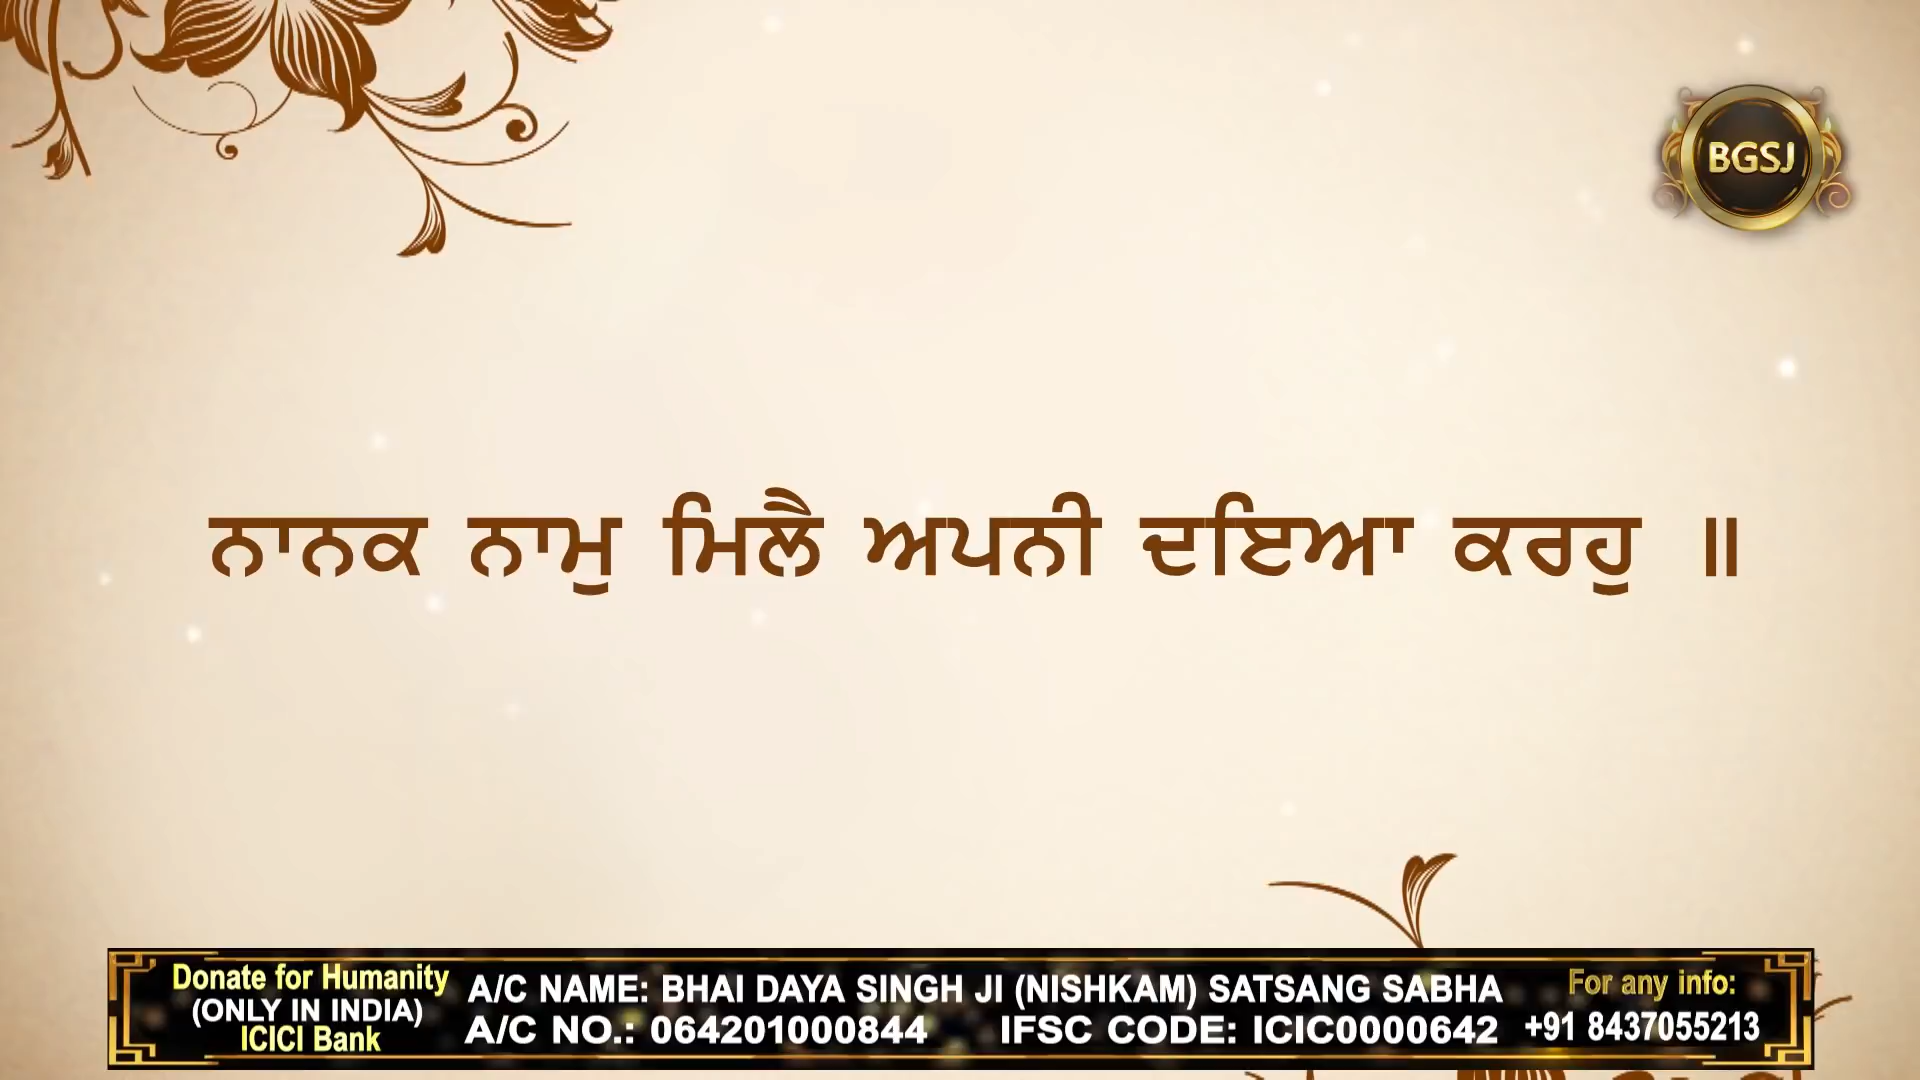 BGSJ
ਨਾਨਕ ਨਾਮੁ ਮਿਲੈ ਅਪਨੀ ਦਇਆ ਕਰਹੁ ॥
Donate for Humanity
(ONLY IN INDIA)
ICICI Bank
A/C NAME: BHAI DAYA SINGH JI (NISHKAM) SATSANG SABHA
A/C NO.: 064201000844 IFSC CODE: ICIC0000642
For any info:
+91 8437055213